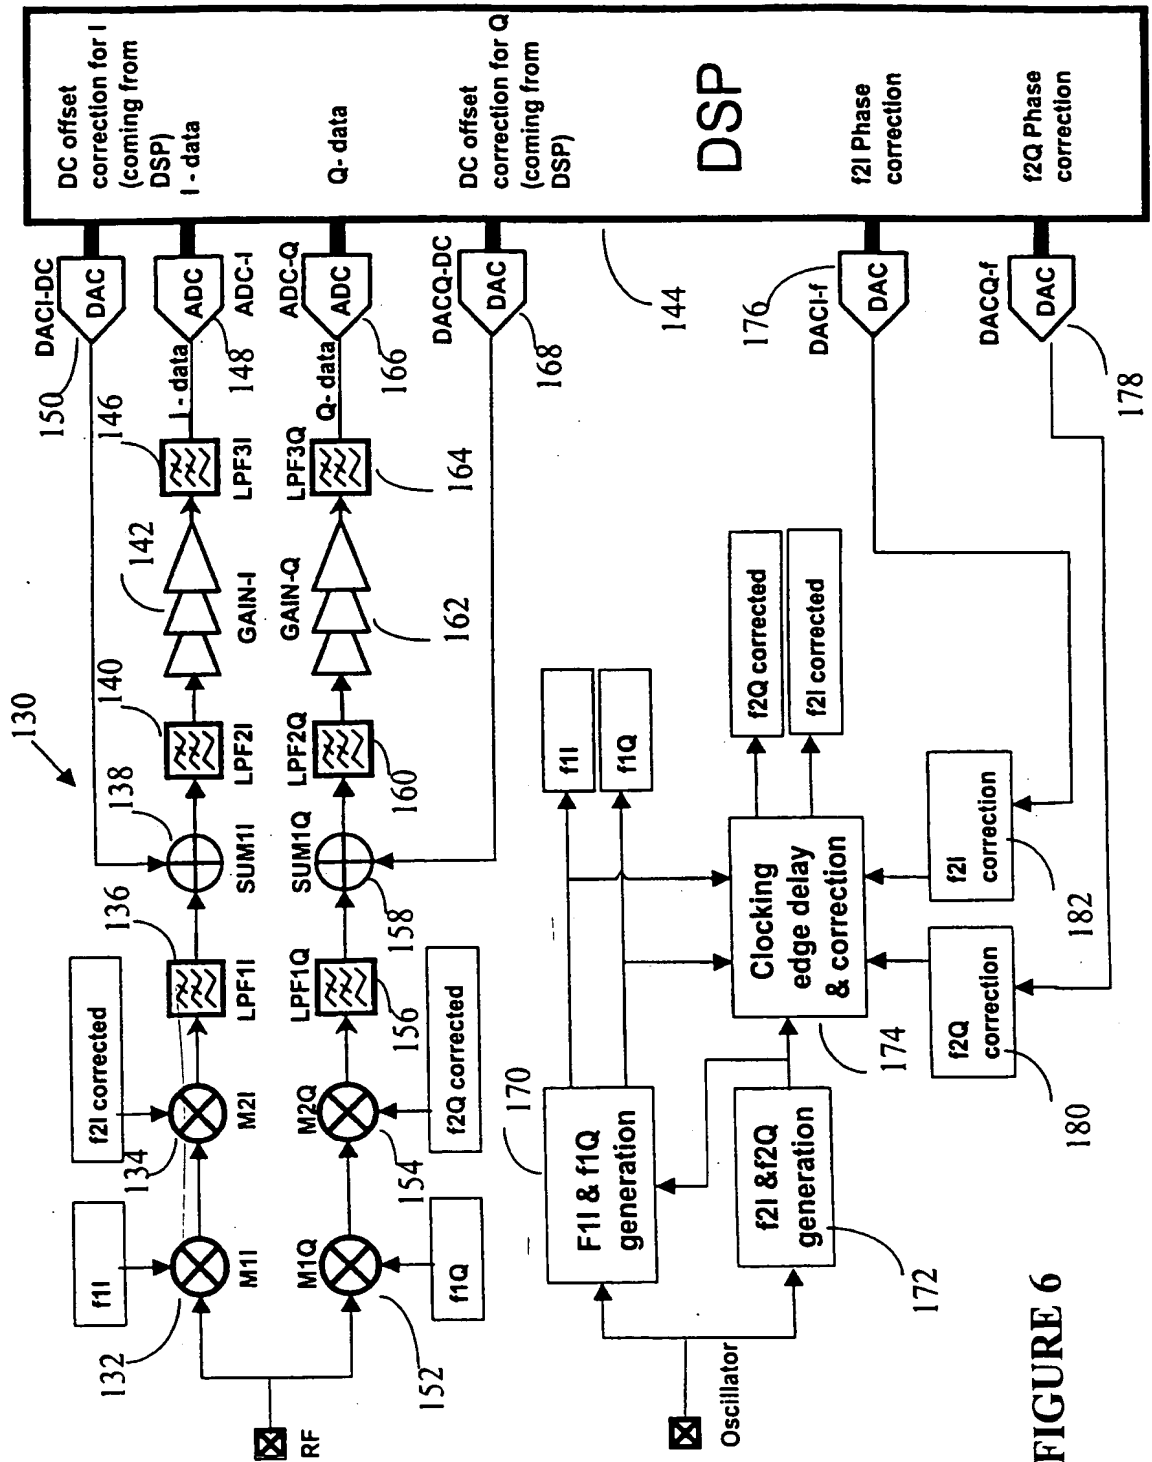 130
DACI-DC
DC offset
correction for I
(coming from
DSP)
DAC
150
I - data
I - data
ADC
ADC-I
148
146
LPF3I
142
GAIN-I
140
LPF2I
138
SUM1I
136
LPF1I
f2I corrected
134
M2I
f1I
132
M1I
RF
M1Q
152
f1Q
M2Q
154
f2Q corrected
LPF1Q
156
SUM1Q
158
LPF2Q
160
GAIN-Q
162
LPF3Q
164
Q- data
ADC-Q
ADC
166
Q- data
DACQ-DC
DAC
168
DC offset
correction for Q
(coming from
DSP)
DSP
144
f2I Phase
correction
176
DACI-f
DAC
f2Q Phase
correction
DACQ-f
DAC
178
f1I
f1Q
f2Q corrected
f2I corrected
170
F1I & f1Q
generation
Clocking
edge delay
& correction
174
f2I &f2Q
generation
172
f2I
correction
182
f2Q
correction
180
Oscillator
FIGURE 6